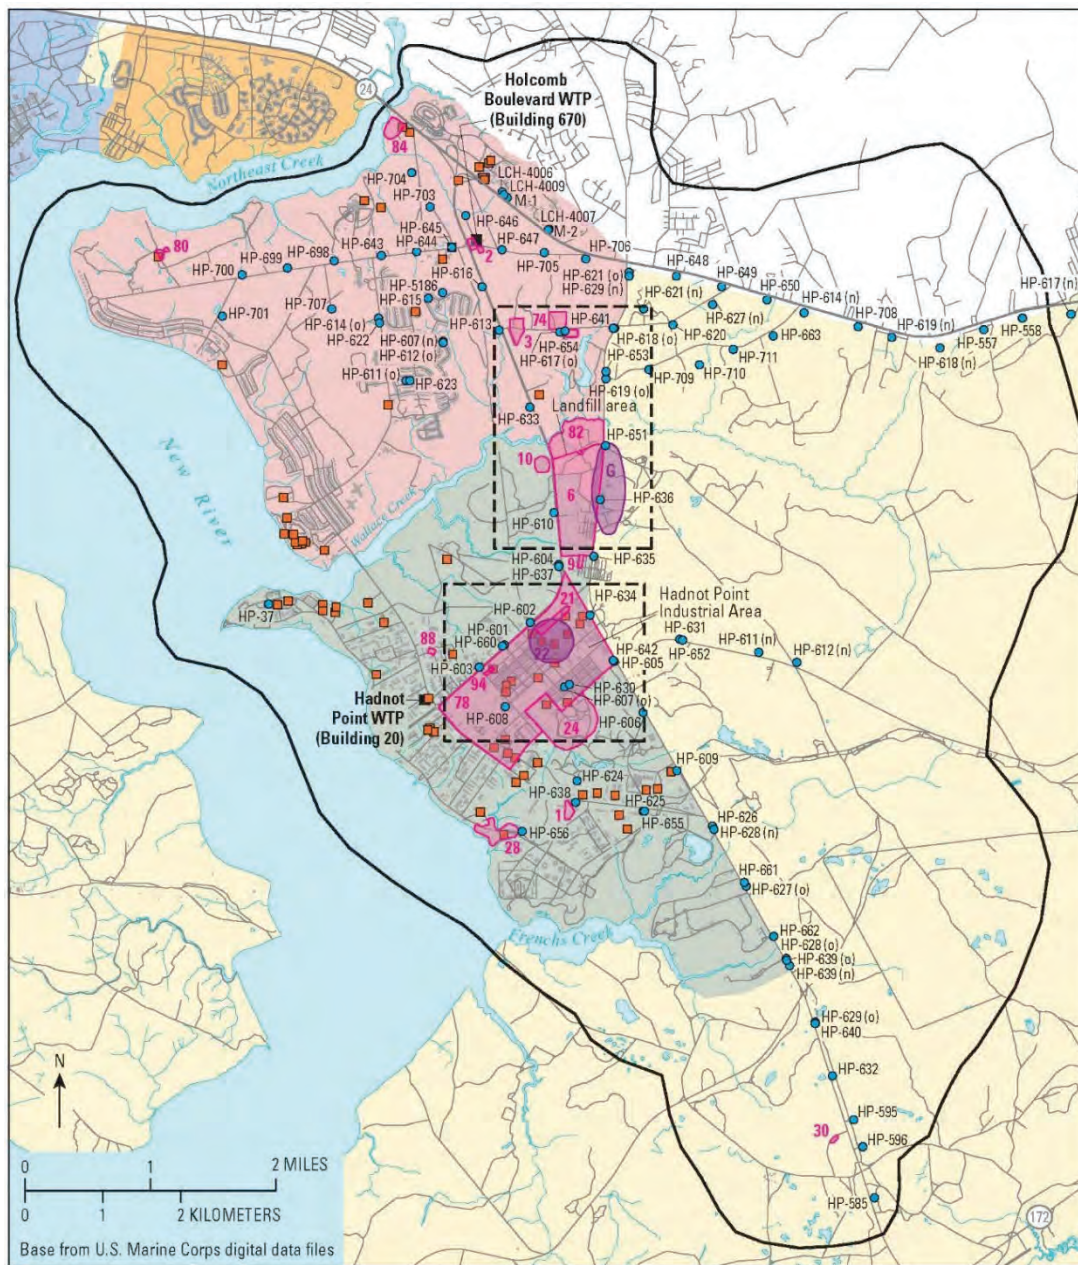 24
Holcomb
Boulevard WTP
(Building 670)
84
Northeast Creek
HP-704
HP-703
LCH-4006
LCH-4009
M-1
LCH-4007
M-2
HP-645
HP-646
HP-643
HP-644
HP-647
HP-706
80
HP-698
HP-699
HP-700
2
HP-705
HP-648
HP-616
HP-621 (o)
HP-629 (n)
HP-649
HP-5186
HP-621 (n)
HP-650
HP-617 (n)
HP-701
HP-707
HP-615
HP-614 (n)
HP-614 (o)
HP-622
HP-613
74
HP-641
HP-627 (n)
HP-708
HP-558
3
HP-654
HP-618 (o)
HP-620
HP-663
HP-619 (n)
HP-557
HP-607 (n)
HP-612 (o)
HP-617 (o)
HP-653
HP-711
HP-618 (n)
HP-611 (o)
HP-623
HP-619 (o)
HP-709
HP-710
HP-633
Landfill area
82
HP-651
10
G
6
HP-636
New River
Wallace Creek
HP-610
HP-604
HP-637
9
HP-635
HP-37
HP-602
21
HP-634
Hadnot Point
Industrial Area
88
HP-601
HP-660
22
HP-631
HP-652
HP-611 (n)
HP-612 (n)
HP-603
HP-642
HP-605
94
Hadnot
Point WTP
(Building 20)
78
HP-630
HP-607 (o)
HP-608
24
HP-606
HP-609
HP-624
HP-638
HP-625
1
HP-655
HP-626
HP-628 (n)
HP-656
28
HP-661
HP-627 (o)
Frenchs Creek
HP-662
HP-628 (o)
HP-639 (o)
HP-639 (n)
HP-629 (o)
HP-640
N
HP-632
HP-595
30
HP-596
HP-585
172
0 1 2 MILES
0 1 2 KILOMETERS
Base from U.S. Marine Corps digital data files